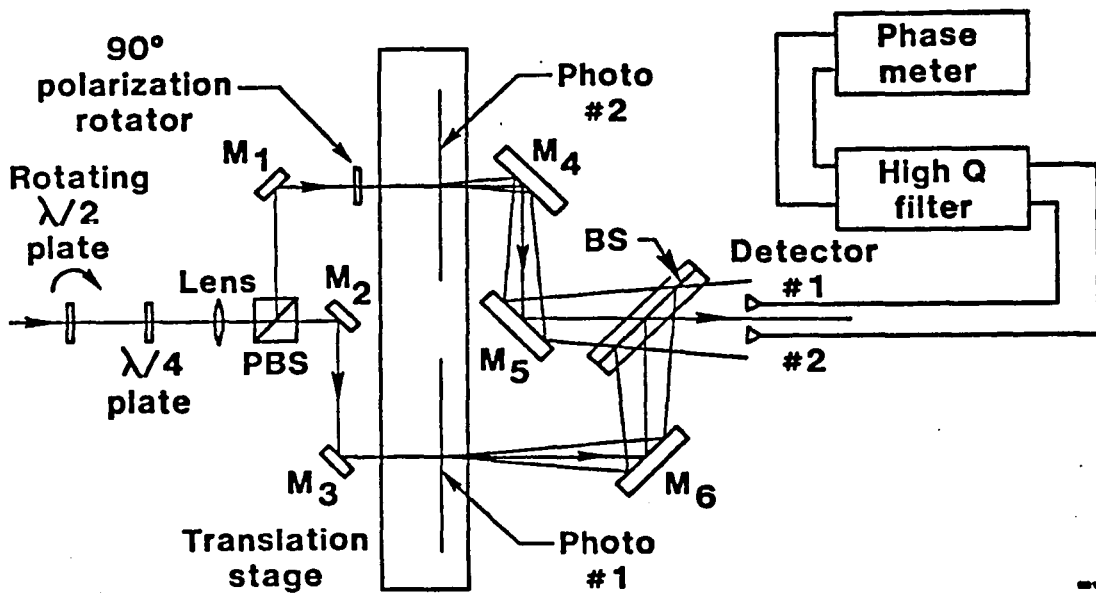 90°
polarization
rotator
Photo
#2
Phase
meter
M1
M4
Rotating
λ/2
plate
High Q
filter
BS
Detector
#1
Lens
M2
PBS
λ/4
plate
M5
#2
M3
M6
Translation
stage
Photo
#1